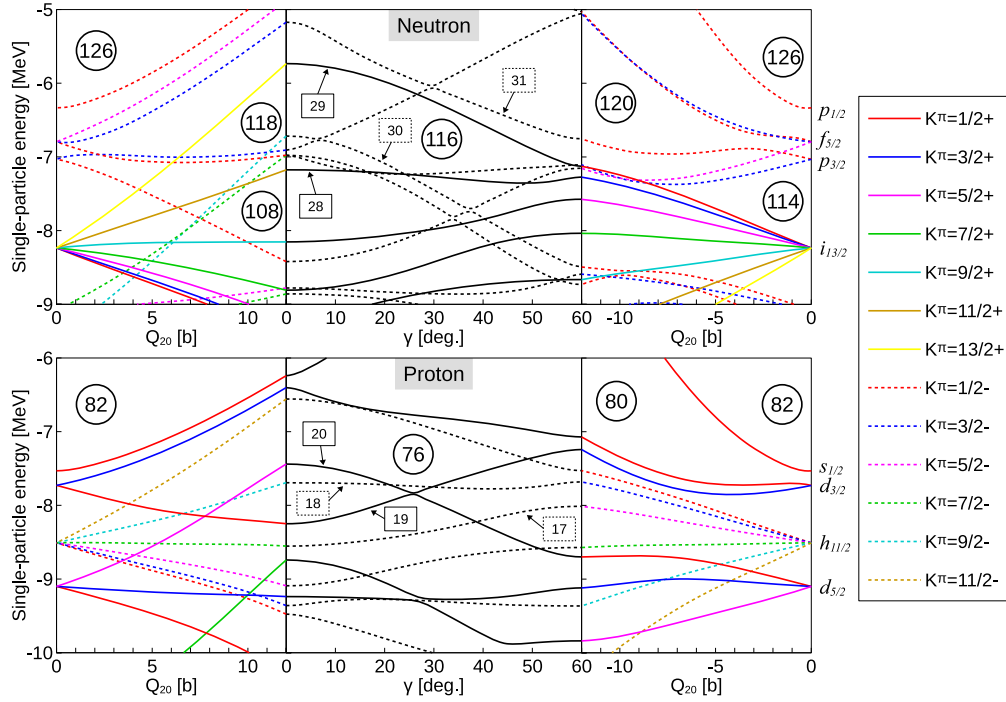 Neutron
Single-particle energy [MeV]
-5
-6
-7
-8
-9
126
118
108
29
30
31
116
28
120
126
114
p1/2
f5/2
p3/2
i13/2
0 5 10 0 20 40 60 -10 -5 0
Q20 [b] γ [deg.] Q20 [b]
Proton
Single-particle energy [MeV]
-6
-7
-8
-9
-10
82
20
76
18
19
17
80
82
s1/2
d3/2
h11/2
d5/2
0 5 10 0 20 40 60 -10 -5 0
Q20 [b] γ [deg.] Q20 [b]
Kπ=1/2+
Kπ=3/2+
Kπ=5/2+
Kπ=7/2+
Kπ=9/2+
Kπ=11/2+
Kπ=13/2+
Kπ=1/2-
Kπ=3/2-
Kπ=5/2-
Kπ=7/2-
Kπ=9/2-
Kπ=11/2-